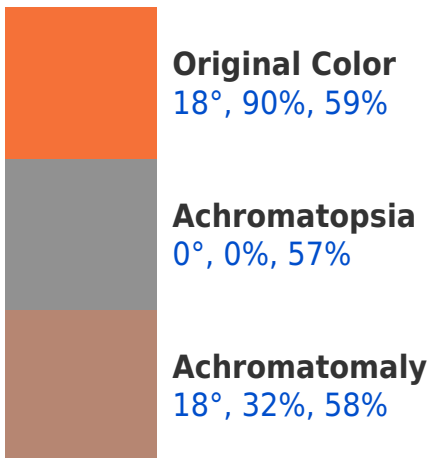 Original Color
18°, 90%, 59%
Achromatopsia
0°, 0%, 57%
Achromatomaly
18°, 32%, 58%